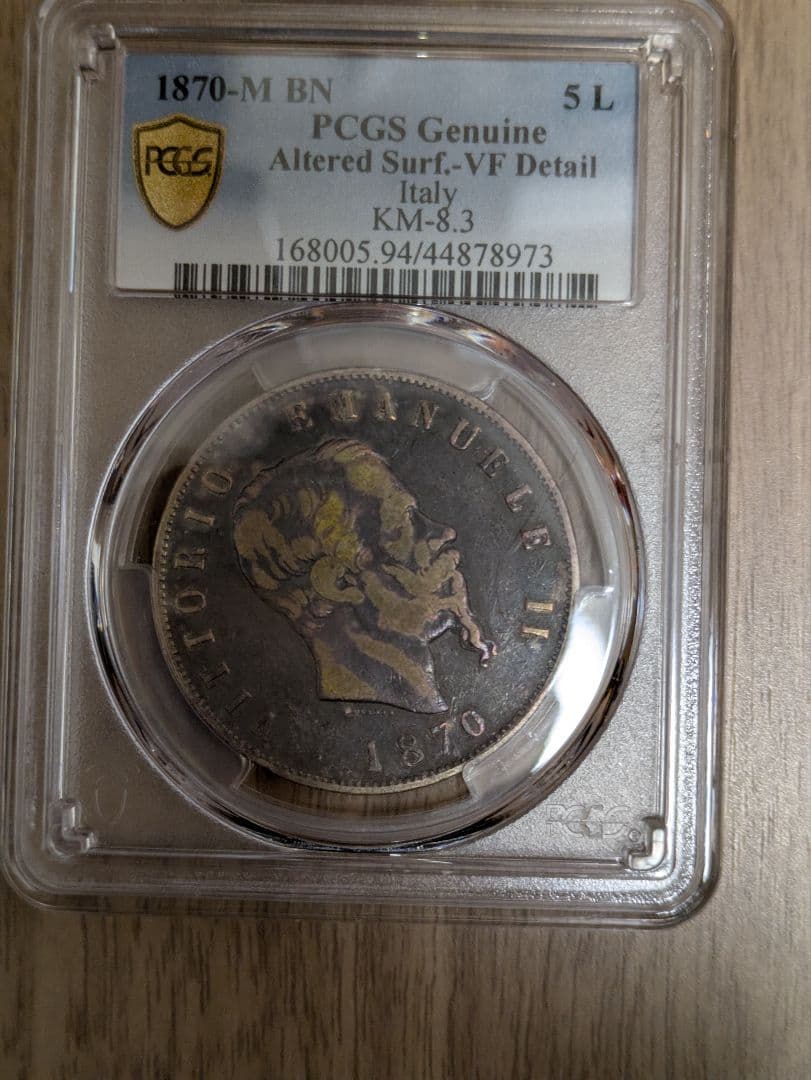 1870-M BN 5 L
PCGS Genuine
PCGS
Altered Surf.-VF Detail
Italy
KM-8.3
168005.94/44878973
VITTORIO EMANUELE II
1870
PCGS